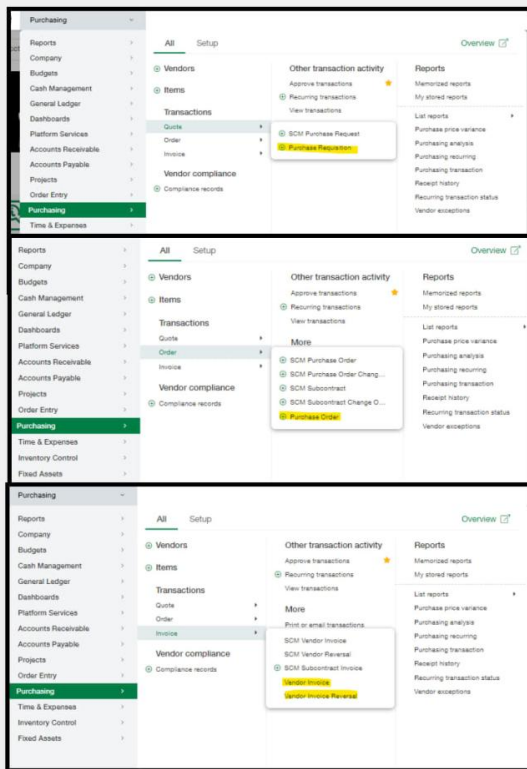 Purchasing
Reports
Company
Budgets
Cash Management
General Ledger
Dashboards
Platform Services
Accounts Receivable
Accounts Payable
Projects
Order Entry
Purchasing
Time & Expenses
All Setup Overview
Vendors
Items
Transactions
Quote
Order
Invoice
Vendor compliance
Compliance records
Other transaction activity
Approve transactions
Recurring transactions
View transactions
SCM Purchase Request
Purchase Requisition
Reports
Memorized reports
My stored reports
List reports
Purchase price variance
Purchasing analysis
Purchasing recurring
Purchasing transaction
Receipt history
Recurring transaction status
Vendor exceptions
Reports
Company
Budgets
Cash Management
General Ledger
Dashboards
Platform Services
Accounts Receivable
Accounts Payable
Projects
Order Entry
Purchasing
Time & Expenses
Inventory Control
Fixed Assets
All Setup Overview
Vendors
Items
Transactions
Quote
Order
Invoice
Vendor compliance
Compliance records
Other transaction activity
Approve transactions
Recurring transactions
View transactions
More
SCM Purchase Order
SCM Purchase Order Chang...
SCM Subcontract
SCM Subcontract Change O...
Purchase Order
Reports
Memorized reports
My stored reports
List reports
Purchase price variance
Purchasing analysis
Purchasing recurring
Purchasing transaction
Receipt history
Recurring transaction status
Vendor exceptions
Purchasing
Reports
Company
Budgets
Cash Management
General Ledger
Dashboards
Platform Services
Accounts Receivable
Accounts Payable
Projects
Order Entry
Purchasing
Time & Expenses
Inventory Control
Fixed Assets
All Setup Overview
Vendors
Items
Transactions
Quote
Order
Invoice
Vendor compliance
Compliance records
Other transaction activity
Approve transactions
Recurring transactions
View transactions
More
Print or email transactions
SCM Vendor Invoice
SCM Vendor Reversal
SCM Subcontract Invoice
Vendor Invoice
Vendor Invoice Reversal
Reports
Memorized reports
My stored reports
List reports
Purchase price variance
Purchasing analysis
Purchasing recurring
Purchasing transaction
Receipt history
Recurring transaction status
Vendor exceptions